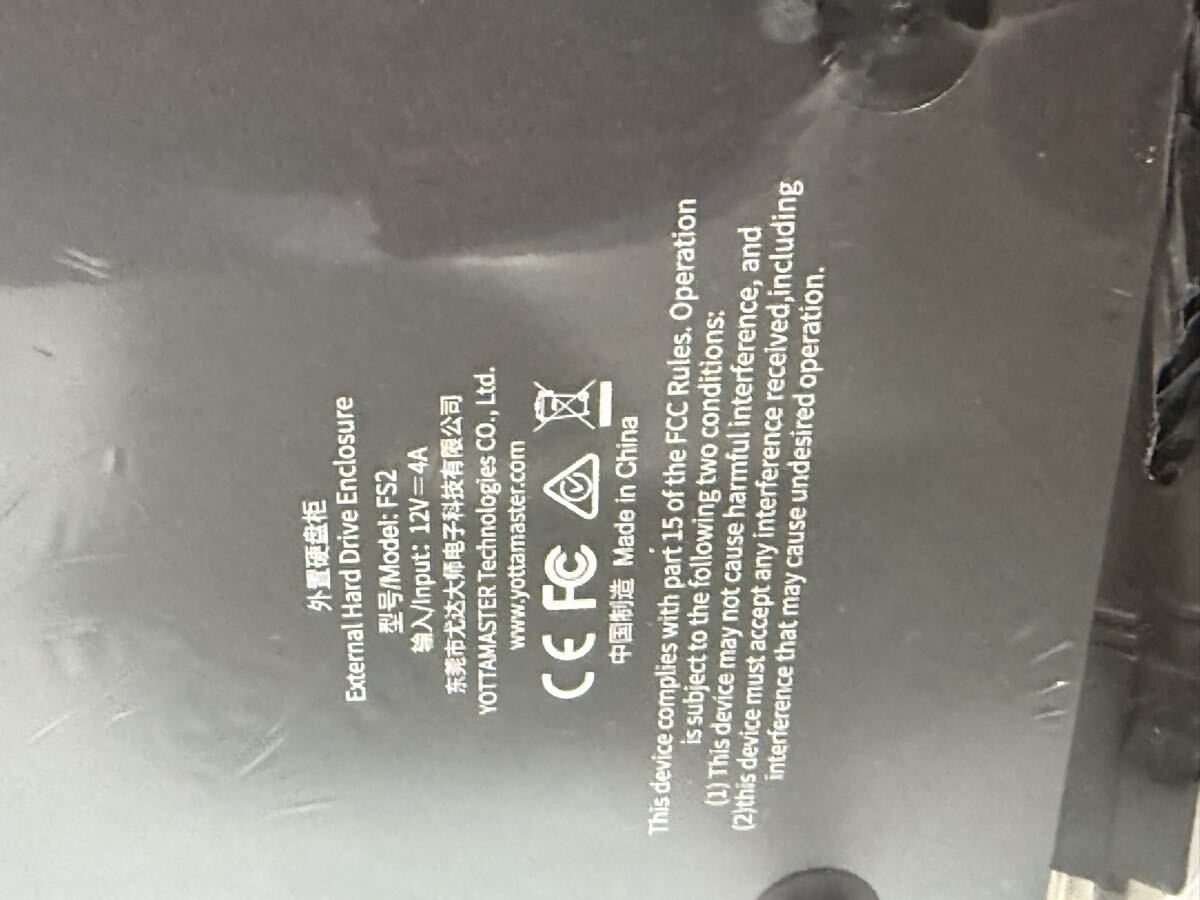 外置硬盘柜
External Hard Drive Enclosure
型号/Model: FS2
输入/Input: 12V⎓4A
东莞市尤达大师电子科技有限公司
YOTTAMASTER Technologies CO., Ltd.
www.yottamaster.com
CE FC
中国制造 Made in China
This device complies with part 15 of the FCC Rules. Operation
is subject to the following two conditions:
(1) This device may not cause harmful interference, and
(2)this device must accept any interference received,including
interference that may cause undesired operation.